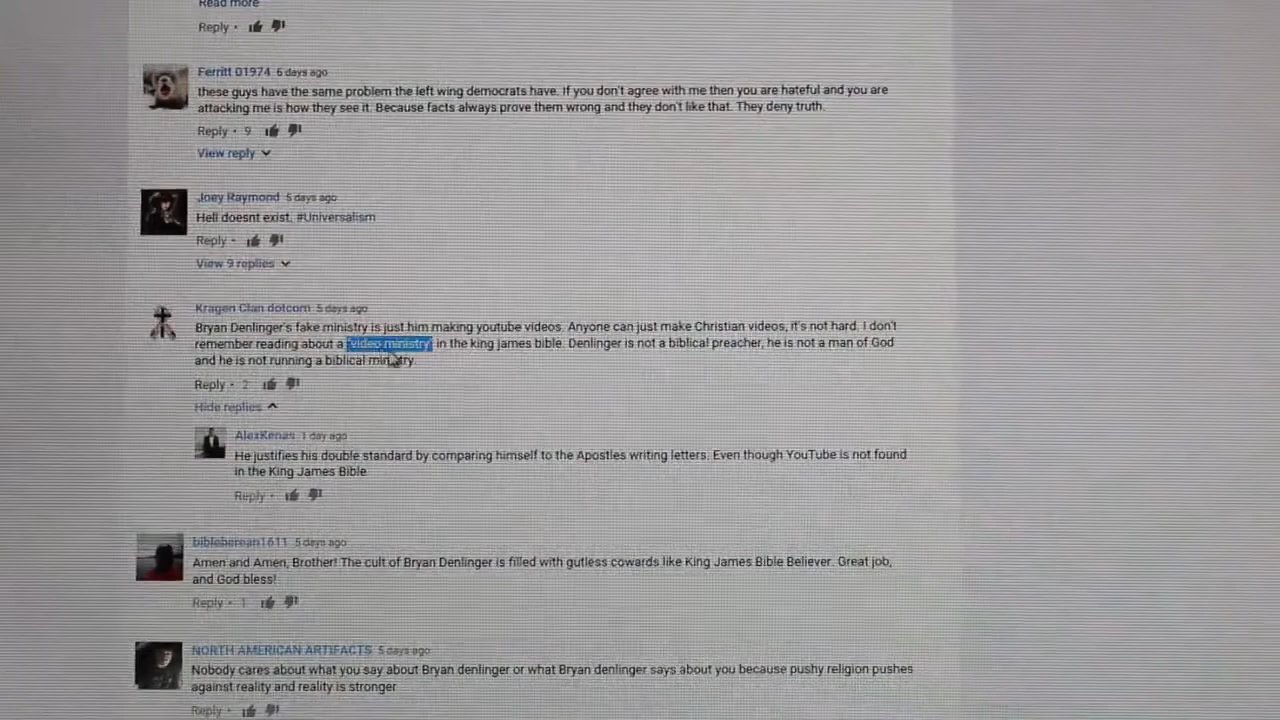 Read more
Reply •
Ferritt 01974 6 days ago
these guys have the same problem the left wing democrats have. If you don't agree with me then you are hateful and you are
attacking me is how they see it. Because facts always prove them wrong and they don't like that. They deny truth.
Reply • 9
View reply
Joey Raymond 5 days ago
Hell doesnt exist. #Universalism
Reply •
View 9 replies
Kragen Clan dotcom 5 days ago
Bryan Denlinger's fake ministry is just him making youtube videos. Anyone can just make Christian videos, it's not hard. I don't
remember reading about a "video ministry" in the king james bible. Denlinger is not a biblical preacher, he is not a man of God
and he is not running a biblical ministry.
Reply • 2
Hide replies
AlexKenas 1 day ago
He justifies his double standard by comparing himself to the Apostles writing letters. Even though YouTube is not found
in the King James Bible.
Reply •
bibleberean1611 5 days ago
Amen and Amen, Brother! The cult of Bryan Denlinger is filled with gutless cowards like King James Bible Believer. Great job,
and God bless!
Reply • 1
NORTH AMERICAN ARTIFACTS 5 days ago
Nobody cares about what you say about Bryan denlinger or what Bryan denlinger says about you because pushy religion pushes
against reality and reality is stronger
Reply •